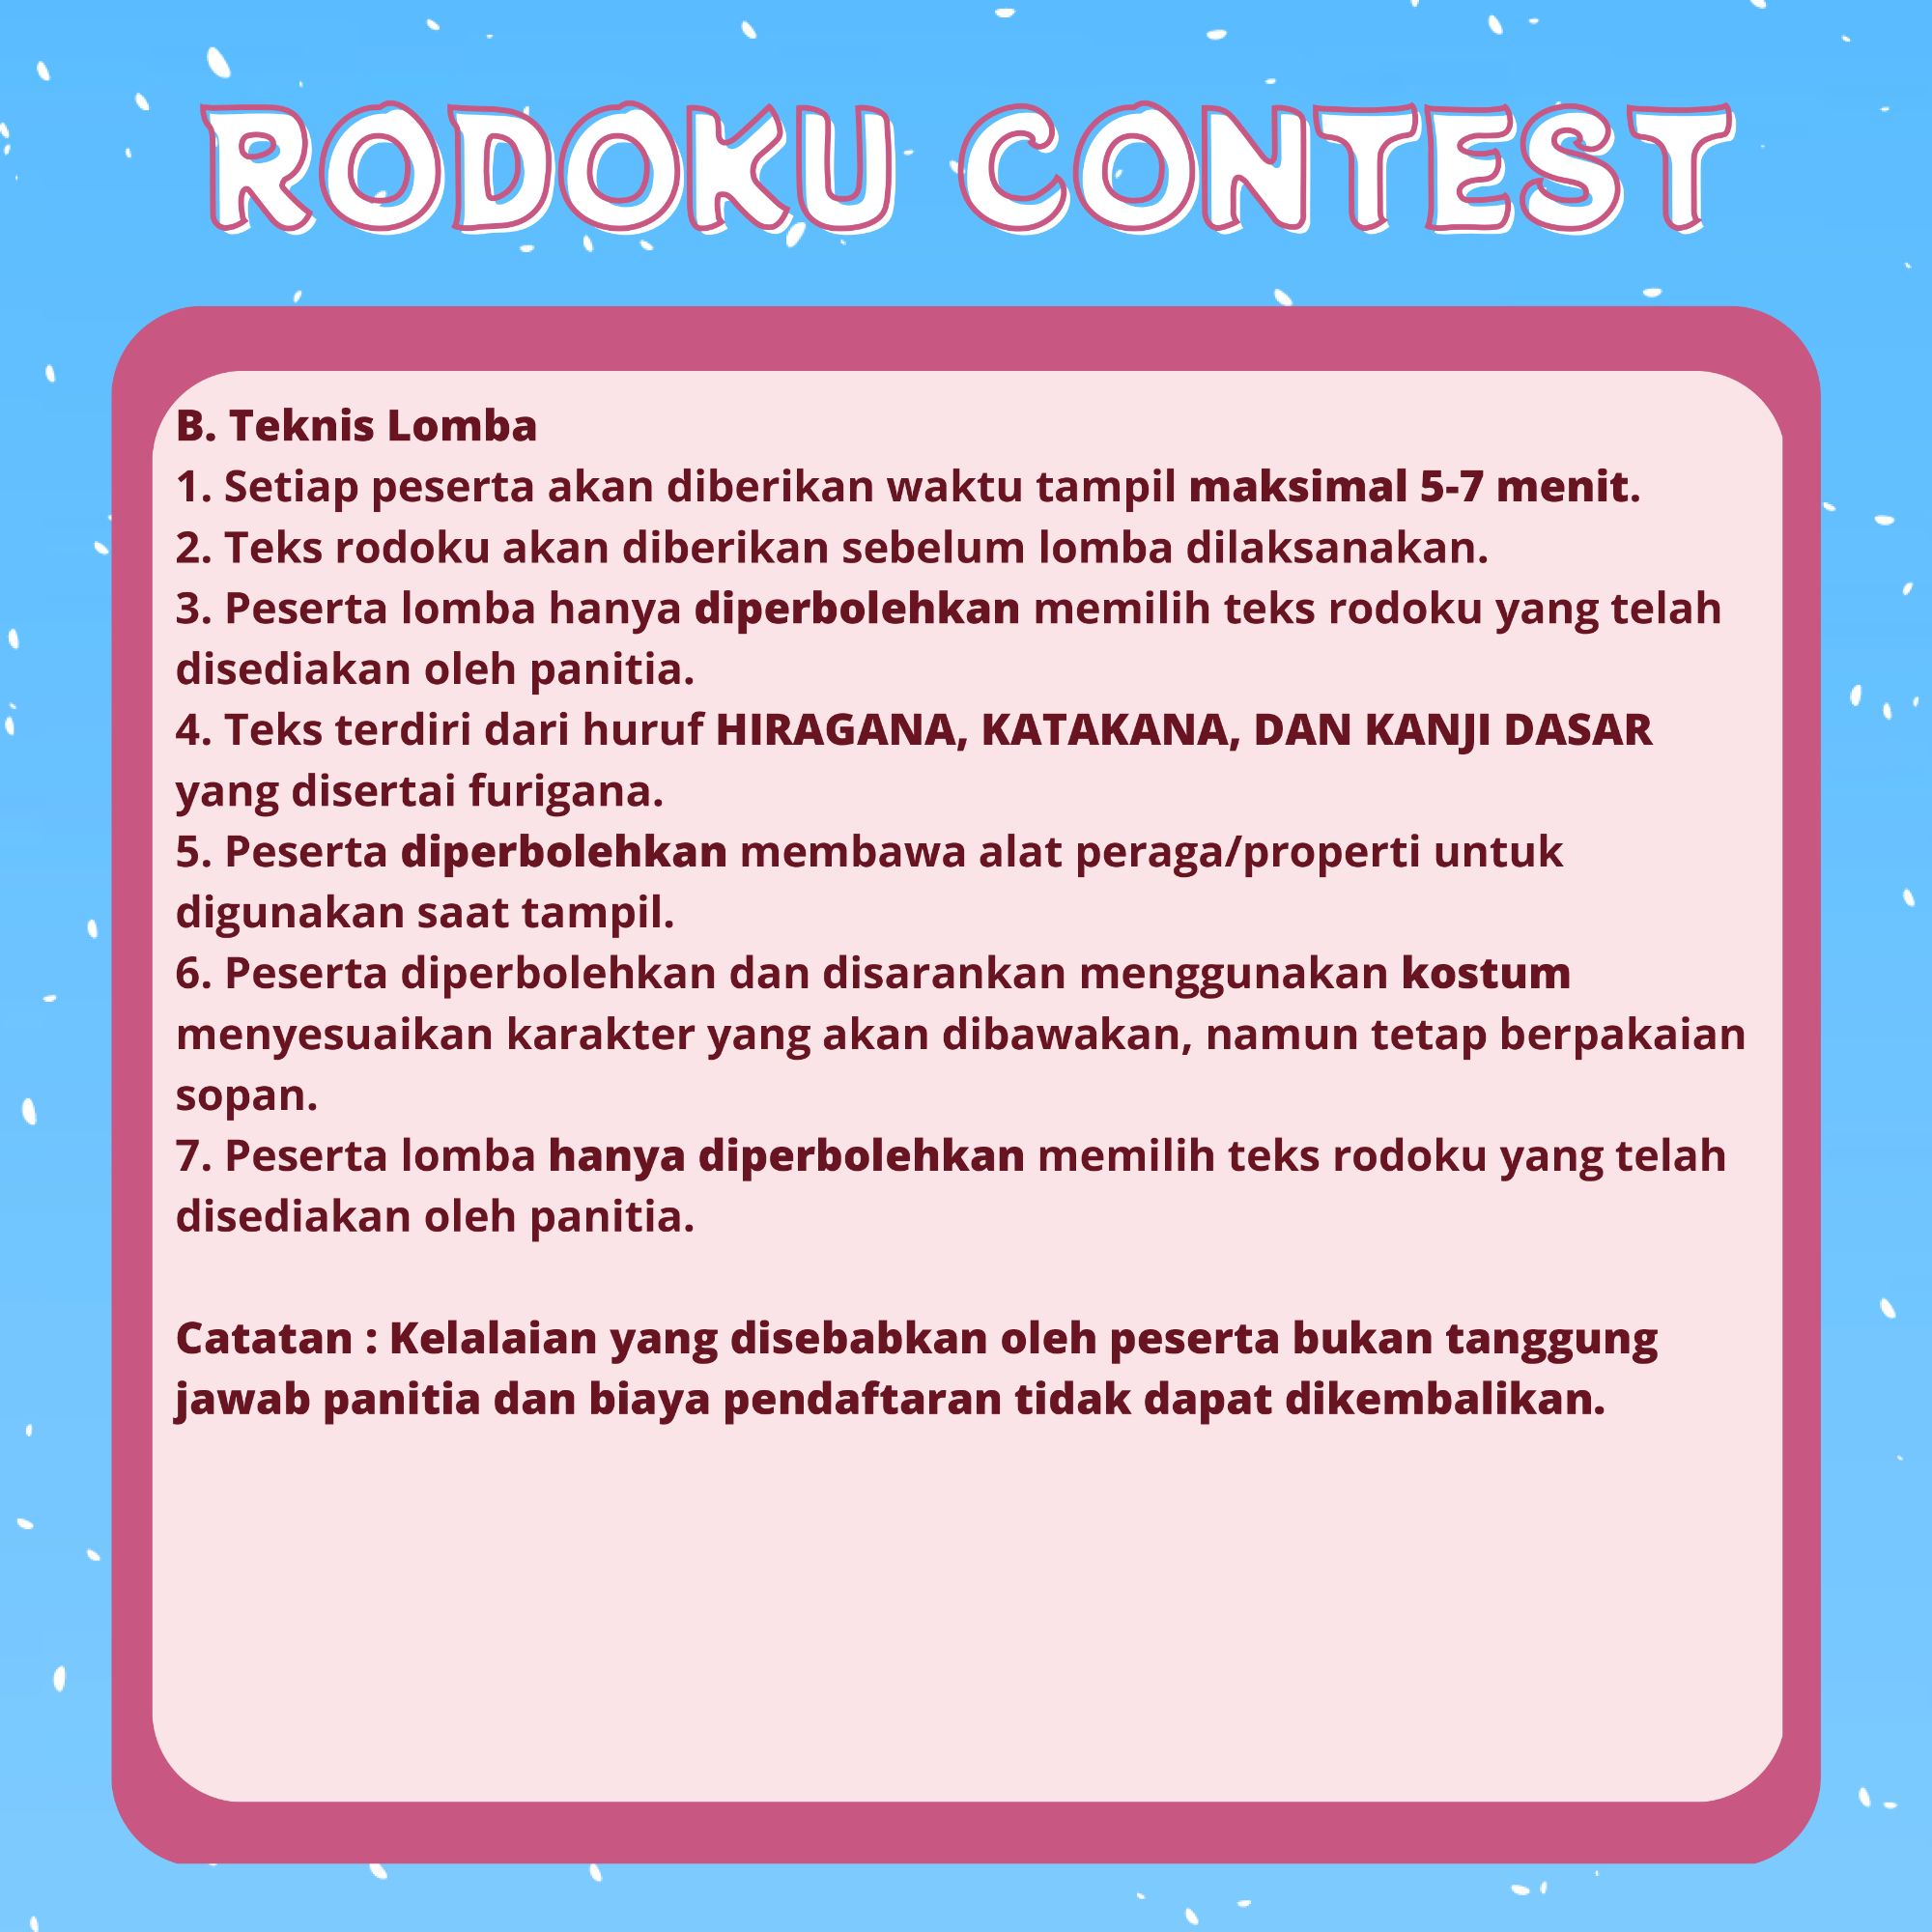 RODOKU CONTEST
B. Teknis Lomba
1. Setiap peserta akan diberikan waktu tampil maksimal 5-7 menit.
2. Teks rodoku akan diberikan sebelum lomba dilaksanakan.
3. Peserta lomba hanya diperbolehkan memilih teks rodoku yang telah
disediakan oleh panitia.
4. Teks terdiri dari huruf HIRAGANA, KATAKANA, DAN KANJI DASAR
yang disertai furigana.
5. Peserta diperbolehkan membawa alat peraga/properti untuk
digunakan saat tampil.
6. Peserta diperbolehkan dan disarankan menggunakan kostum
menyesuaikan karakter yang akan dibawakan, namun tetap berpakaian
sopan.
7. Peserta lomba hanya diperbolehkan memilih teks rodoku yang telah
disediakan oleh panitia.
Catatan : Kelalaian yang disebabkan oleh peserta bukan tanggung
jawab panitia dan biaya pendaftaran tidak dapat dikembalikan.